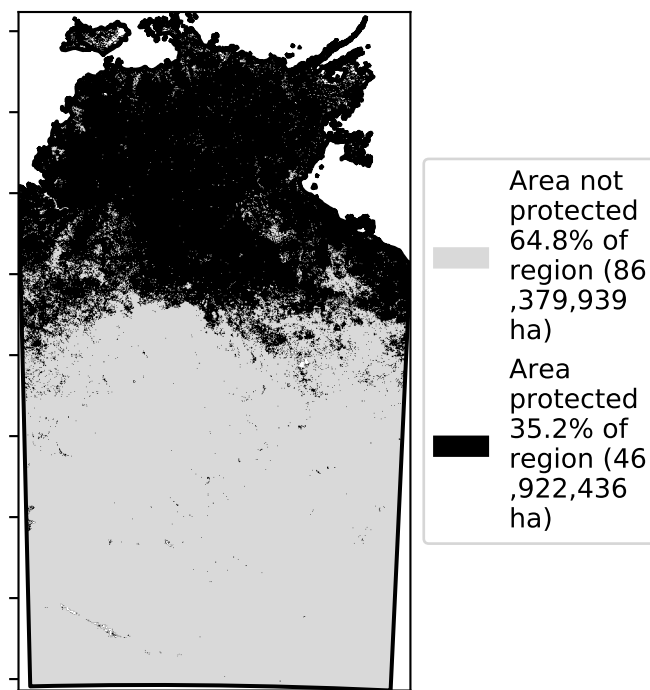 Area not
protected
64.8% of
region (86
,379,939
ha)
Area
protected
35.2% of
region (46
,922,436
ha)